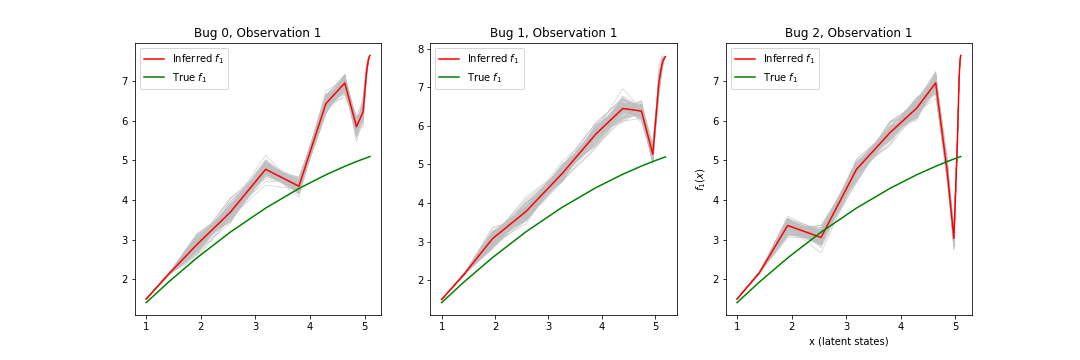 Bug 0, Observation 1
Inferred f₁
True f₁
7
6
5
4
3
2
1 2 3 4 5
Bug 1, Observation 1
Inferred f₁
True f₁
8
7
6
5
4
3
2
1 2 3 4 5
Bug 2, Observation 1
Inferred f₁
True f₁
f₁(x)
7
6
5
4
3
2
1 2 3 4 5
x (latent states)